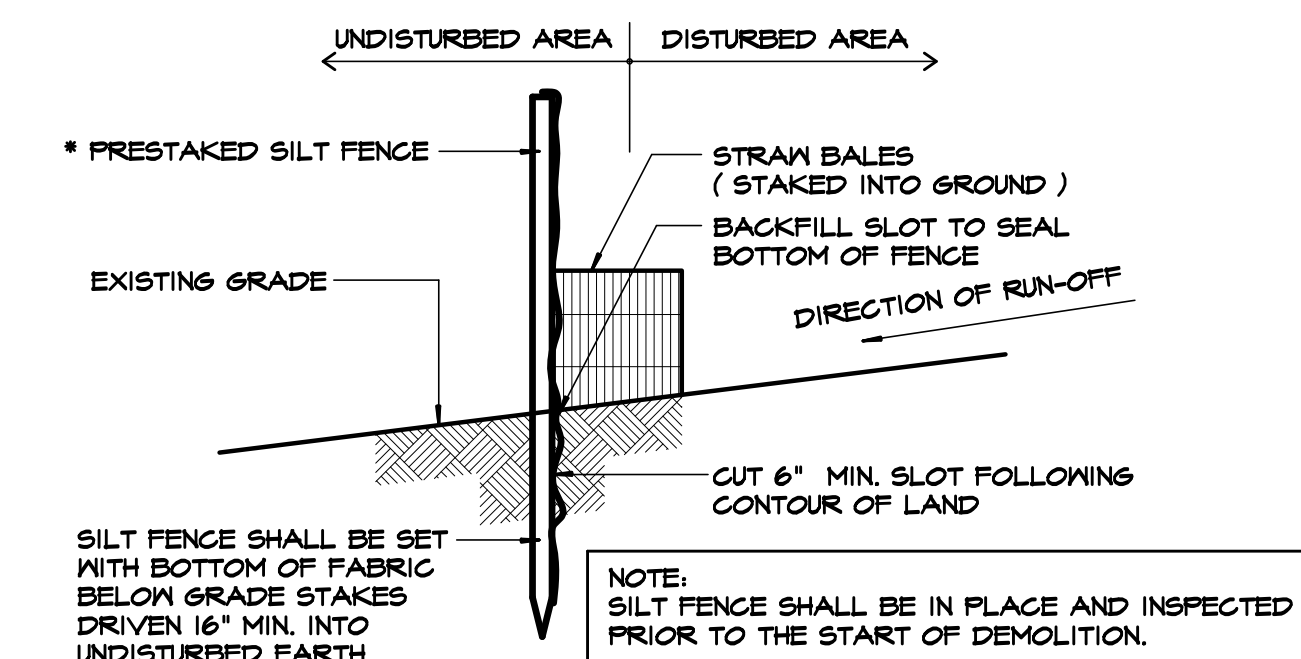 UNDISTURBED AREA
DISTURBED AREA
* PRESTAKED SILT FENCE
STRAW BALES
( STAKED INTO GROUND )
BACKFILL SLOT TO SEAL
BOTTOM OF FENCE
EXISTING GRADE
DIRECTION OF RUN-OFF
CUT 6" MIN. SLOT FOLLOWING
CONTOUR OF LAND
SILT FENCE SHALL BE SET
WITH BOTTOM OF FABRIC
BELOW GRADE STAKES
DRIVEN 16" MIN. INTO
UNDISTURBED EARTH
NOTE:
SILT FENCE SHALL BE IN PLACE AND INSPECTED
PRIOR TO THE START OF DEMOLITION.